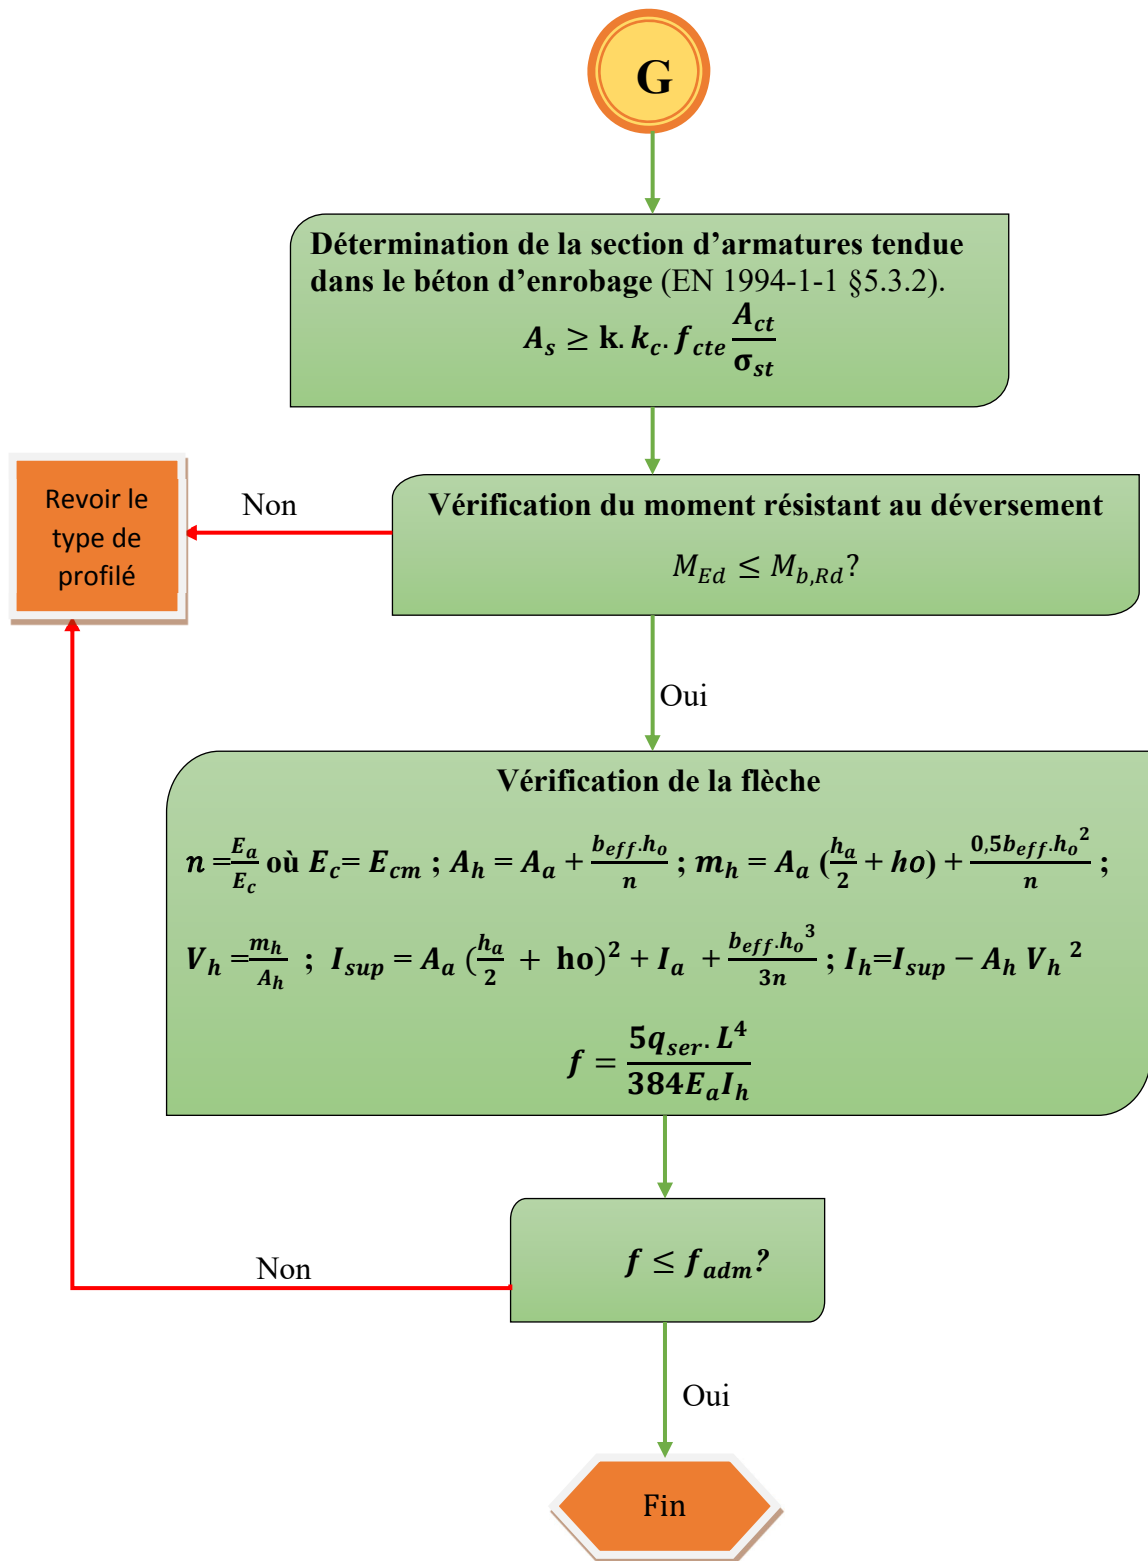 G
Détermination de la section d’armatures tendue
dans le béton d’enrobage (EN 1994-1-1 §5.3.2).
A_s ≥ k. k_c. f_cte A_ct/σ_st
Revoir le
type de
profilé
Non
Vérification du moment résistant au déversement
M_Ed ≤ M_b,Rd?
Oui
Vérification de la flèche
n = E_a/E_c où E_c= E_cm ; A_h = A_a + b_eff.h_o/n ; m_h = A_a (h_a/2 + ho) + 0,5b_eff.h_o²/n ;
V_h = m_h/A_h ; I_sup = A_a (h_a/2 + ho)² + I_a + b_eff.h_o³/3n ; I_h=I_sup − A_h V_h²
f = 5q_ser. L⁴/384E_aI_h
Non
f ≤ f_adm?
Oui
Fin